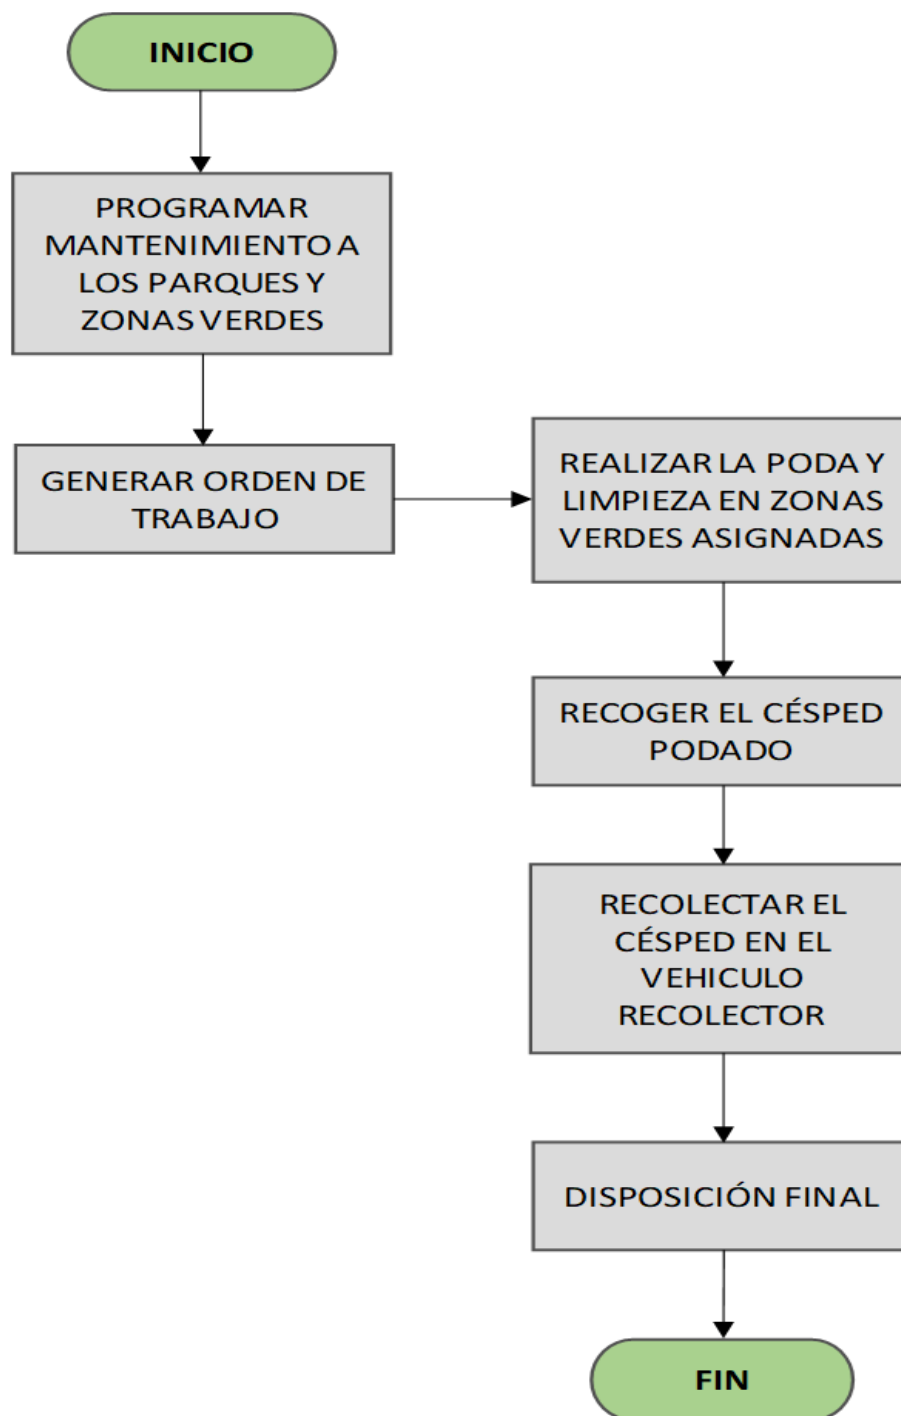 INICIO
PROGRAMAR
MANTENIMIENTO A
LOS PARQUES Y
ZONAS VERDES
GENERAR ORDEN DE
TRABAJO
REALIZAR LA PODA Y
LIMPIEZA EN ZONAS
VERDES ASIGNADAS
RECOGER EL CÉSPED
PODADO
RECOLECTAR EL
CÉSPED EN EL
VEHICULO
RECOLECTOR
DISPOSICIÓN FINAL
FIN